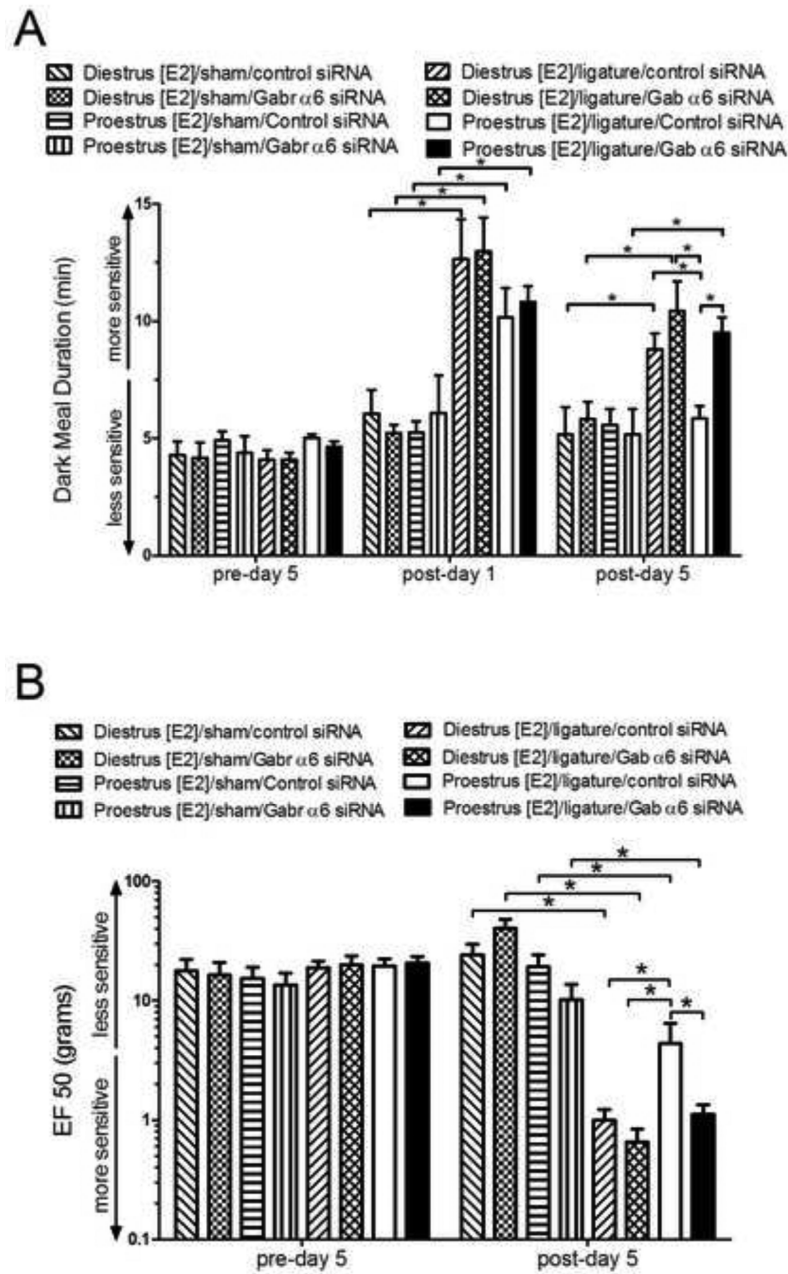 A
Diestrus [E2]/sham/control siRNA
Diestrus [E2]/sham/Gabr α6 siRNA
Proestrus [E2]/sham/Control siRNA
Proestrus [E2]/sham/Gabr α6 siRNA
Diestrus [E2]/ligature/control siRNA
Diestrus [E2]/ligature/Gab α6 siRNA
Proestrus [E2]/ligature/Control siRNA
Proestrus [E2]/ligature/Gab α6 siRNA
Dark Meal Duration (min)
more sensitive
less sensitive
15
10
5
0
* * * *
* * * * * *
pre-day 5
post-day 1
post-day 5
B
Diestrus [E2]/sham/control siRNA
Diestrus [E2]/sham/Gabr α6 siRNA
Proestrus [E2]/sham/Control siRNA
Proestrus [E2]/sham/Gabr α6 siRNA
Diestrus [E2]/ligature/control siRNA
Diestrus [E2]/ligature/Gab α6 siRNA
Proestrus [E2]/ligature/control siRNA
Proestrus [E2]/ligature/Gab α6 siRNA
EF 50 (grams)
less sensitive
more sensitive
100
10
1
0.1
* * * *
* * *
pre-day 5
post-day 5